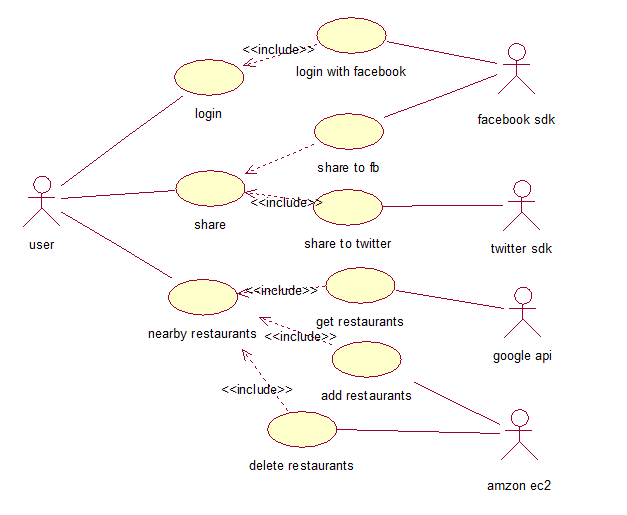 <<include>>
login with facebook
login
facebook sdk
share to fb
user
<<include>>
share
share to twitter
twitter sdk
<<include>>
get restaurants
nearby restaurants
<<include>>
google api
add restaurants
<<include>>
delete restaurants
amzon ec2